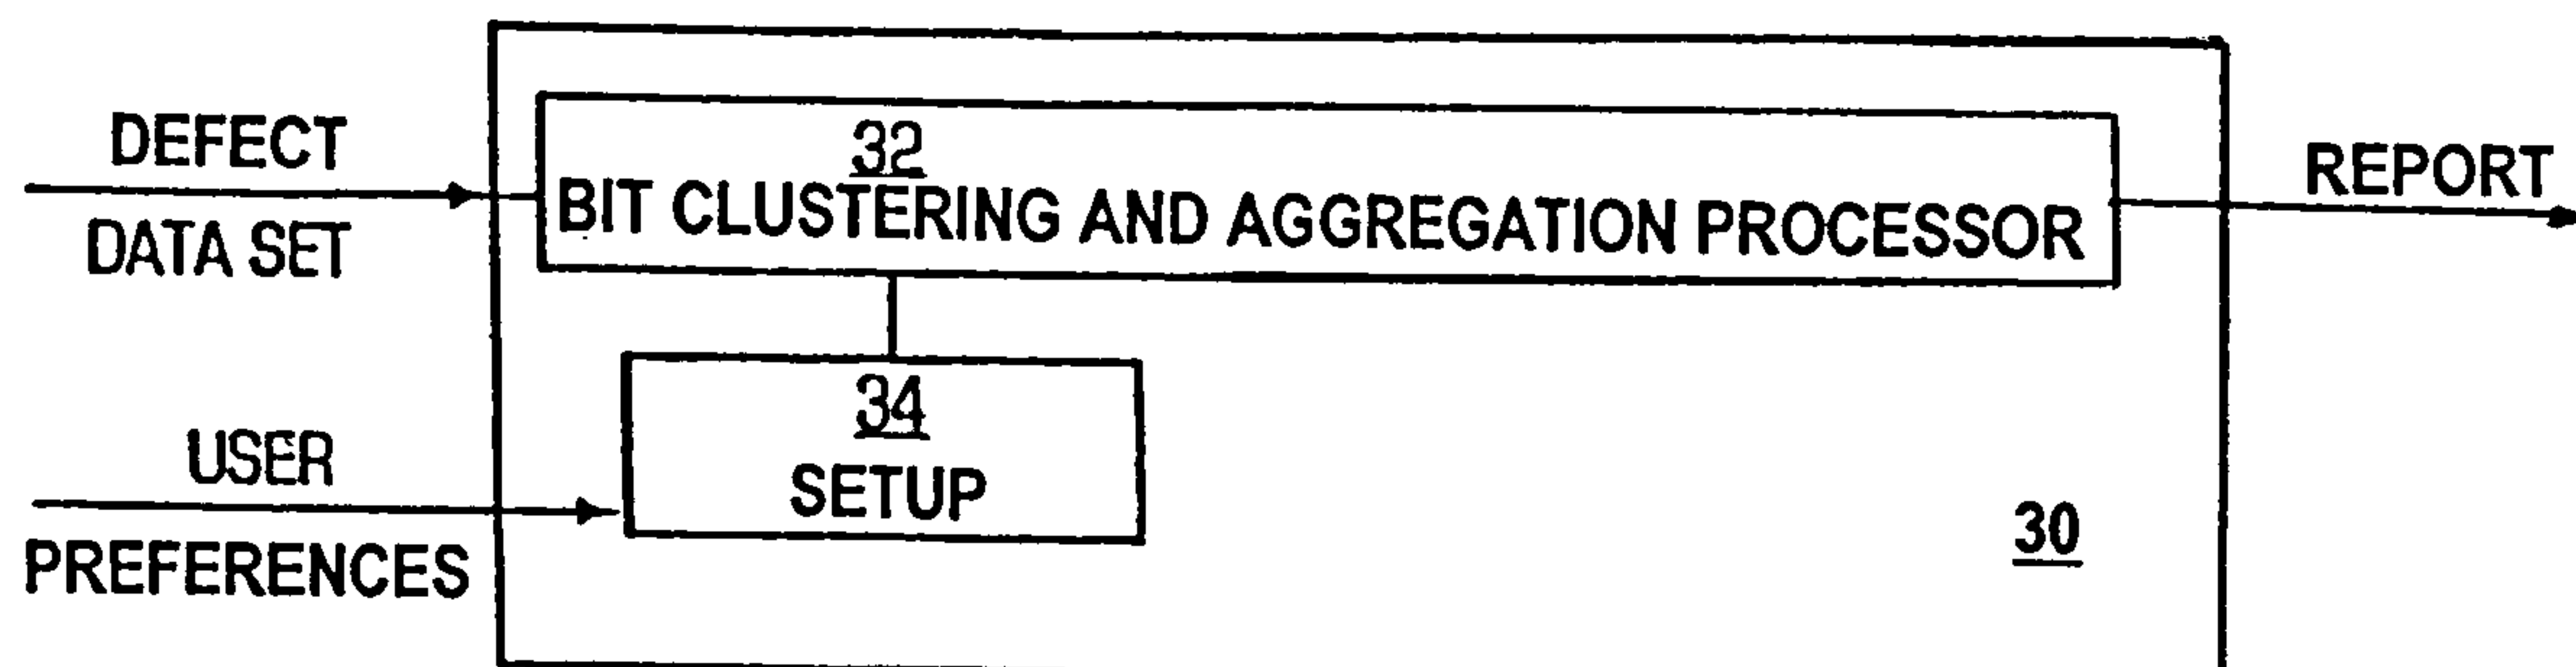 DEFECT
DATA SET
32
BIT CLUSTERING AND AGGREGATION PROCESSOR
REPORT
34
SETUP
USER
PREFERENCES
30